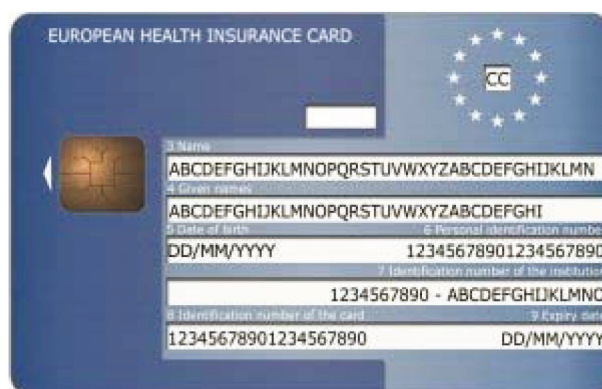 EUROPEAN HEALTH INSURANCE CARD
CC
3 Name
ABCDEFGHIJKLMNOPQRSTUVWXYZABCDEFGHIJKLMN
4 Given names
ABCDEFGHIJKLMNOPQRSTUVWXYZABCDEFGHI
5 Date of birth 6 Personal identification number
DD/MM/YYYY 12345678901234567890
7 Identification number of the institution
1234567890 - ABCDEFGHIJKLMNO
8 Identification number of the card 9 Expiry date
12345678901234567890 DD/MM/YYYY